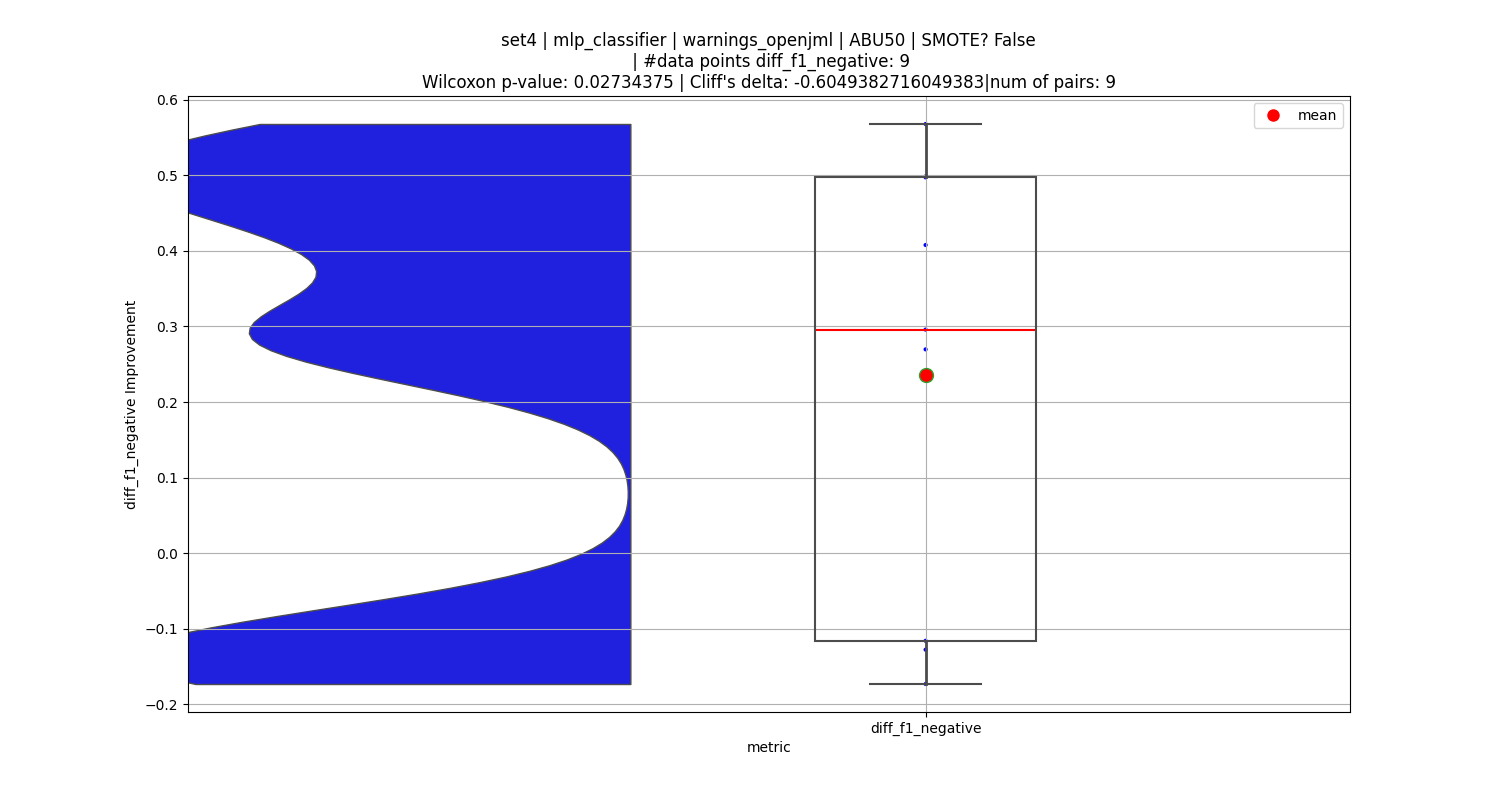 set4 | mlp_classifier | warnings_openjml | ABU50 | SMOTE? False
| #data points diff_f1_negative: 9
Wilcoxon p-value: 0.02734375 | Cliff's delta: -0.6049382716049383|num of pairs: 9
mean
0.6
0.5
0.4
0.3
0.2
0.1
0.0
−0.1
−0.2
diff_f1_negative Improvement
diff_f1_negative
metric